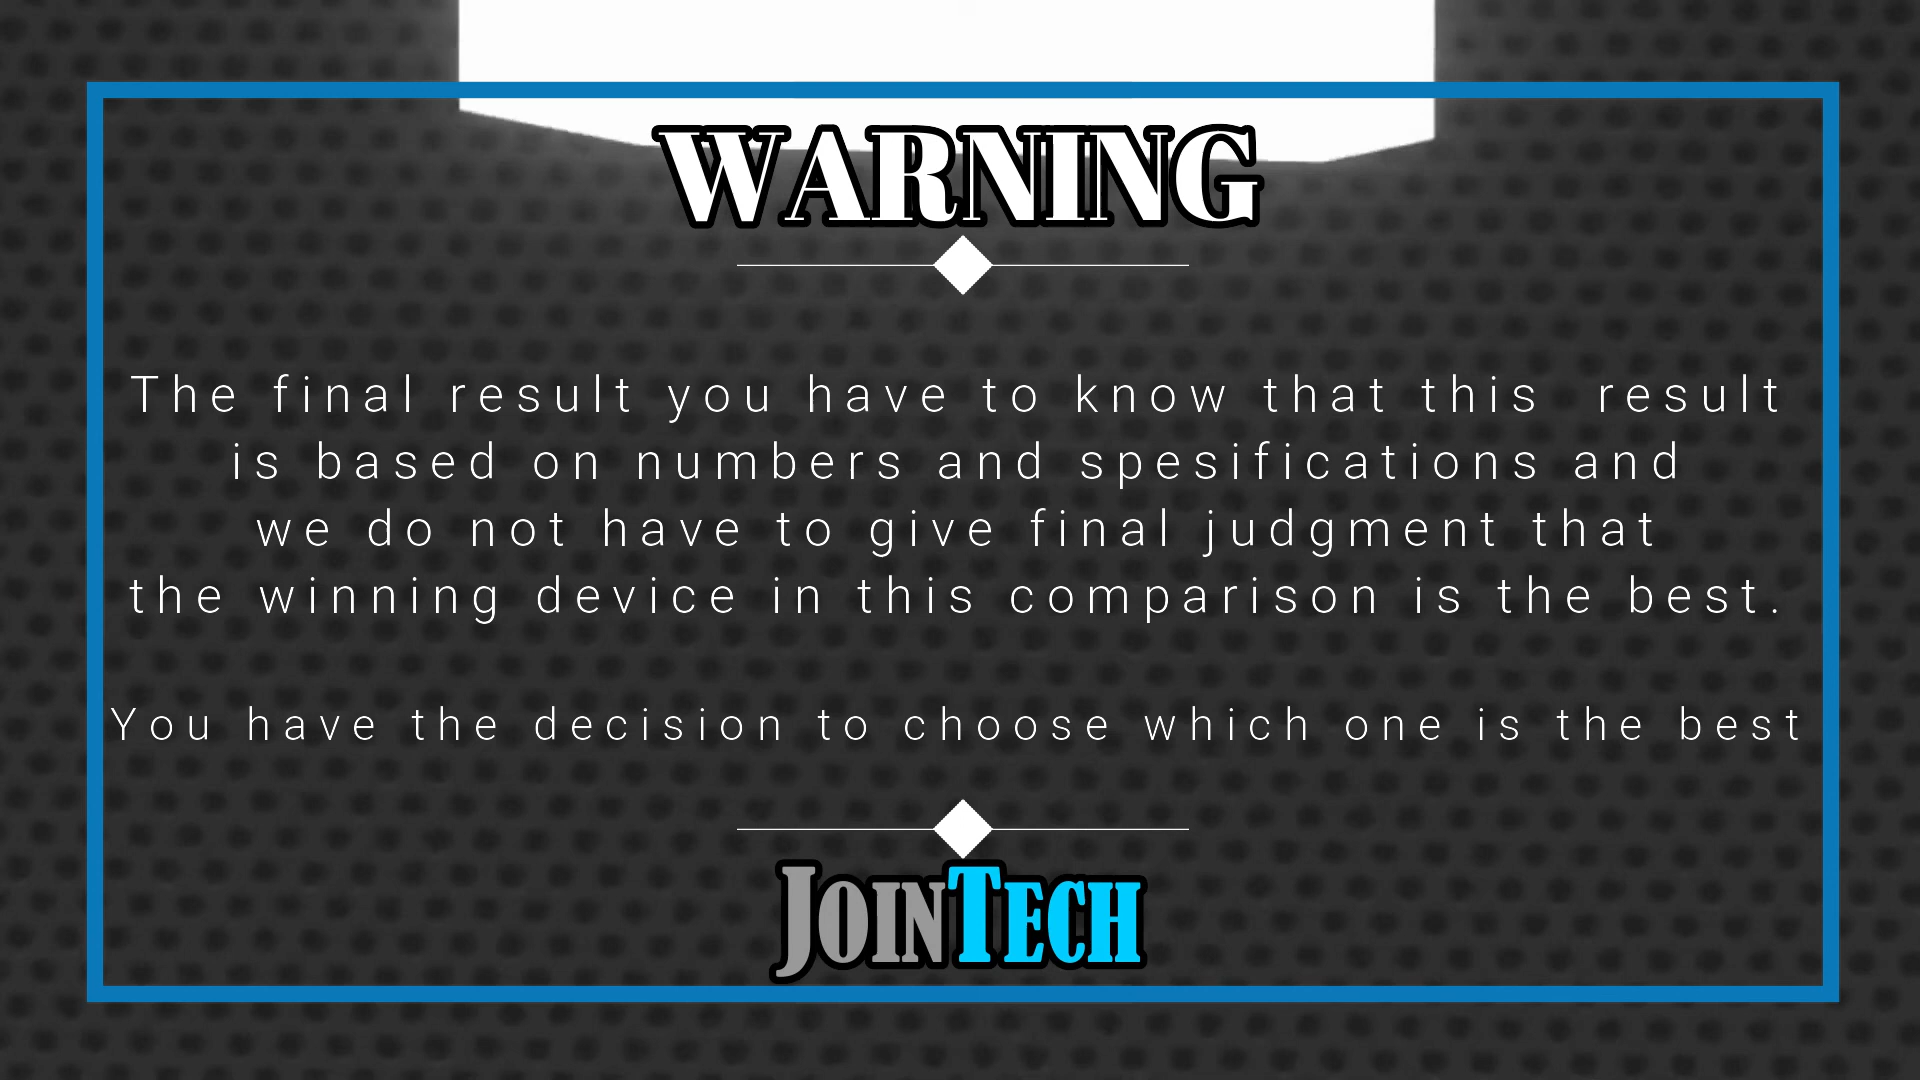 WARNING
The final result you have to know that this result
is based on numbers and spesifications and
we do not have to give final judgment that
the winning device in this comparison is the best.
You have the decision to choose which one is the best
JOINTECH